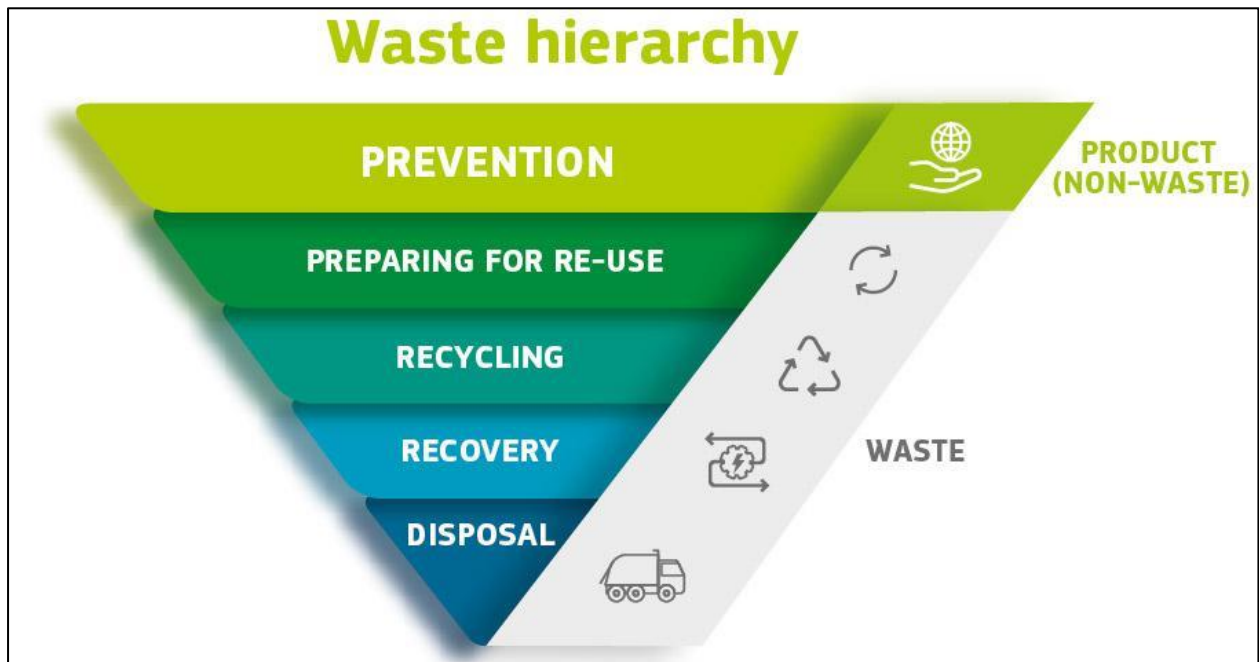 Waste hierarchy
PREVENTION
PRODUCT
(NON-WASTE)
PREPARING FOR RE-USE
RECYCLING
RECOVERY
WASTE
DISPOSAL